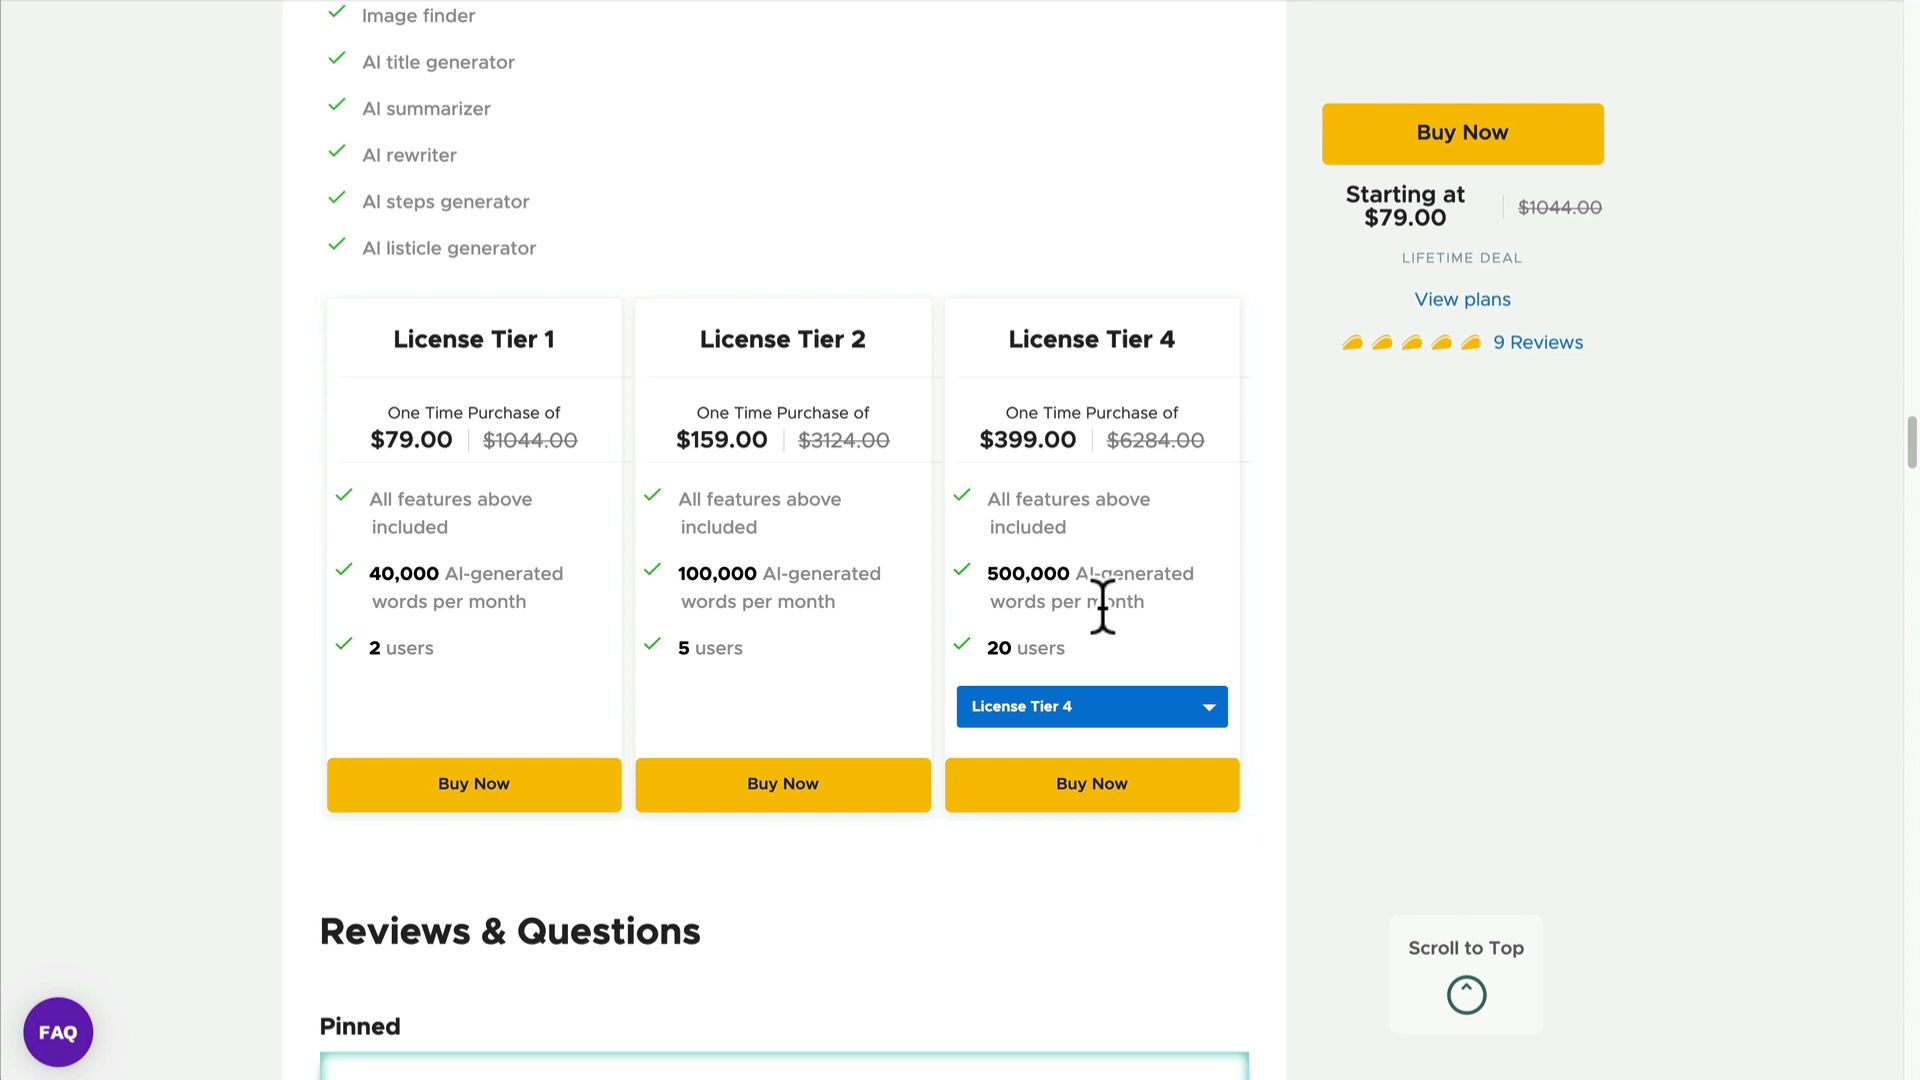 Image finder
AI title generator
AI summarizer
AI rewriter
AI steps generator
AI listicle generator
License Tier 1
One Time Purchase of
$79.00 $1044.00
All features above
included
40,000 AI-generated
words per month
2 users
Buy Now
License Tier 2
One Time Purchase of
$159.00 $3124.00
All features above
included
100,000 AI-generated
words per month
5 users
Buy Now
License Tier 4
One Time Purchase of
$399.00 $6284.00
All features above
included
500,000 AI-generated
words per month
20 users
License Tier 4
Buy Now
Buy Now
Starting at
$79.00
$1044.00
LIFETIME DEAL
View plans
9 Reviews
Reviews & Questions
Pinned
Scroll to Top
FAQ